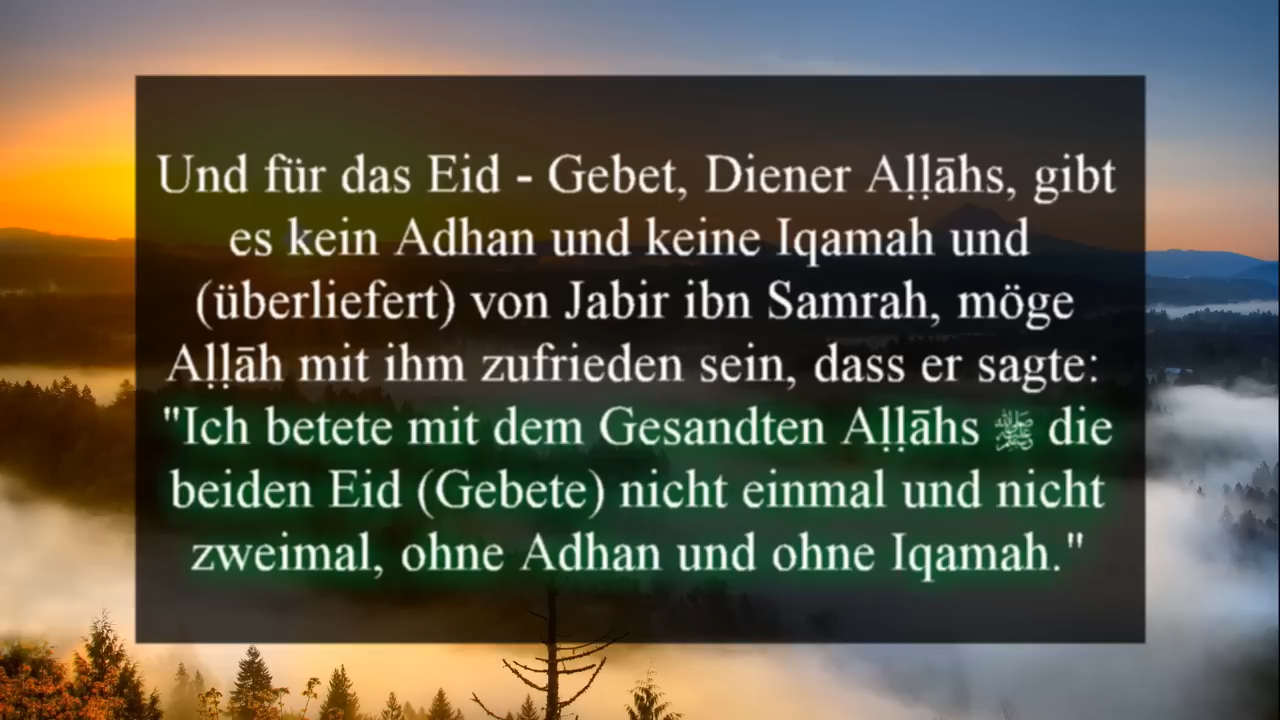 Und für das Eid - Gebet, Diener Aḷḷāhs, gibt
es kein Adhan und keine Iqamah und
(überliefert) von Jabir ibn Samrah, möge
Aḷḷāh mit ihm zufrieden sein, dass er sagte:
"Ich betete mit dem Gesandten Aḷḷāhs ﷺ die
beiden Eid (Gebete) nicht einmal und nicht
zweimal, ohne Adhan und ohne Iqamah."